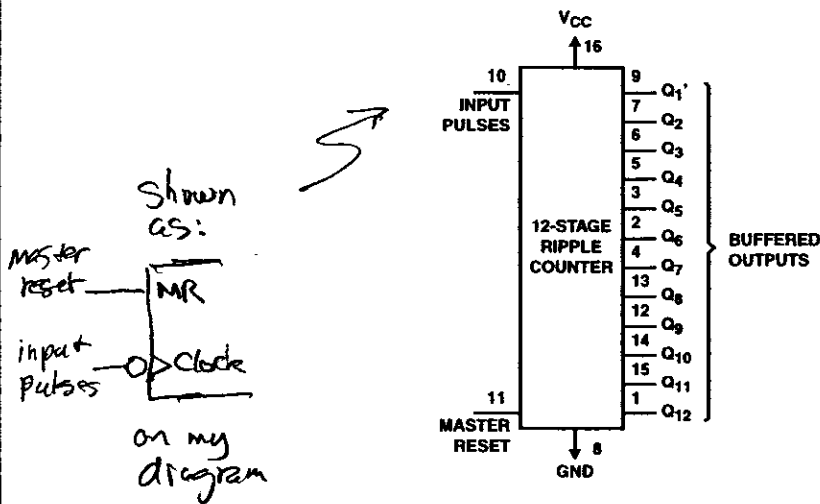 Shown
as:
Master
reset
MR
input
pulses
Clock
on my
diagram
VCC
16
10
INPUT
PULSES
9
Q1'
7
Q2
6
Q3
5
Q4
3
Q5
2
Q6
4
Q7
13
Q8
12
Q9
14
Q10
15
Q11
1
Q12
12-STAGE
RIPPLE
COUNTER
BUFFERED
OUTPUTS
11
MASTER
RESET
8
GND